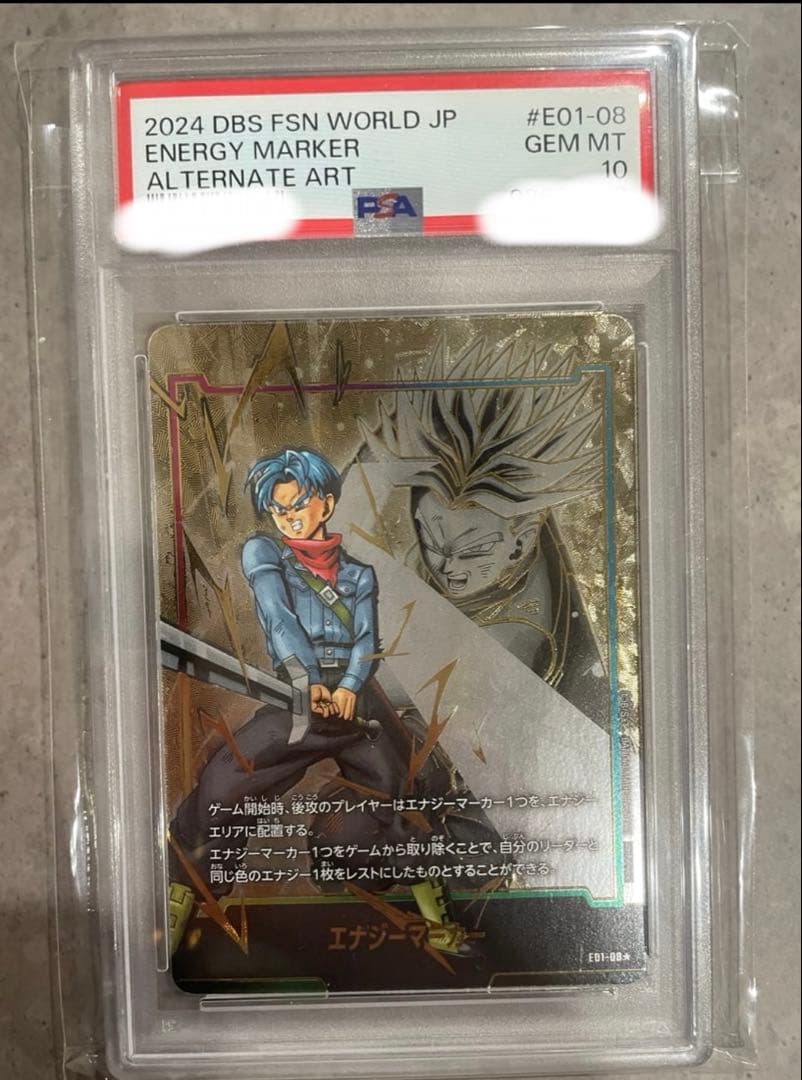 2024 DBS FSN WORLD JP #E01-08
ENERGY MARKER GEM MT
ALTERNATE ART 10
PSA
ゲーム開始時、後攻のプレイヤーはエナジーマーカー1つを、エナジー
エリアに配置する。
エナジーマーカー1つをゲームから取り除くことで、自分のリーダーと
同じ色のエナジー1枚をレストにしたものとすることができる。
エナジーマーカー
E01-08★